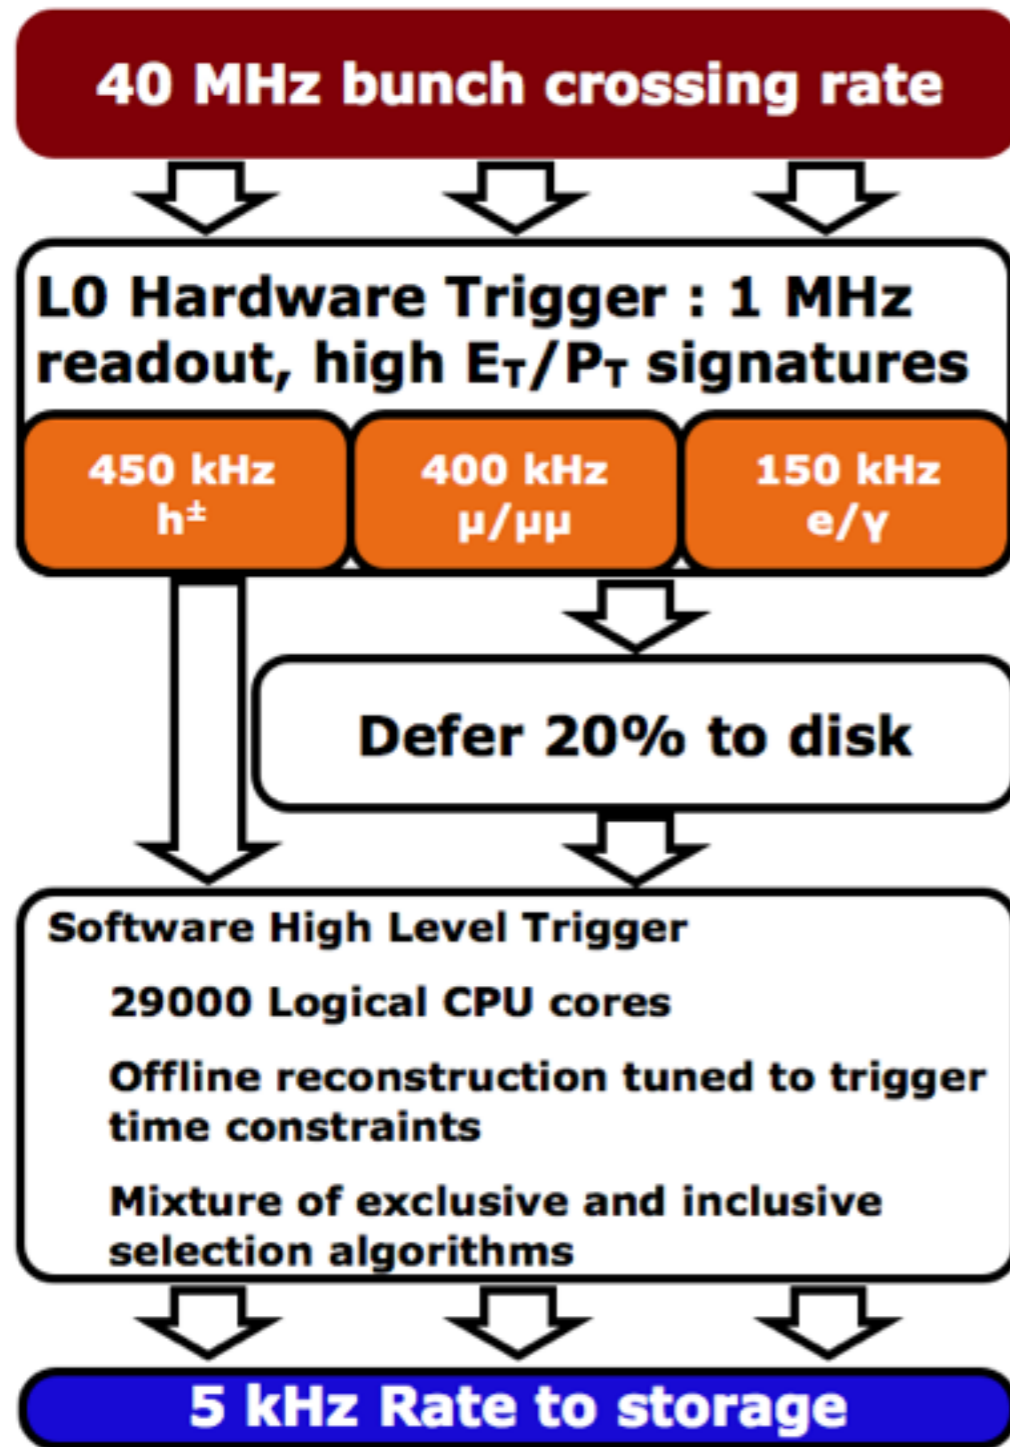 40 MHz bunch crossing rate
L0 Hardware Trigger : 1 MHz
readout, high E_T/P_T signatures
450 kHz
h±
400 kHz
μ/μμ
150 kHz
e/γ
Defer 20% to disk
Software High Level Trigger
29000 Logical CPU cores
Offline reconstruction tuned to trigger
time constraints
Mixture of exclusive and inclusive
selection algorithms
5 kHz Rate to storage